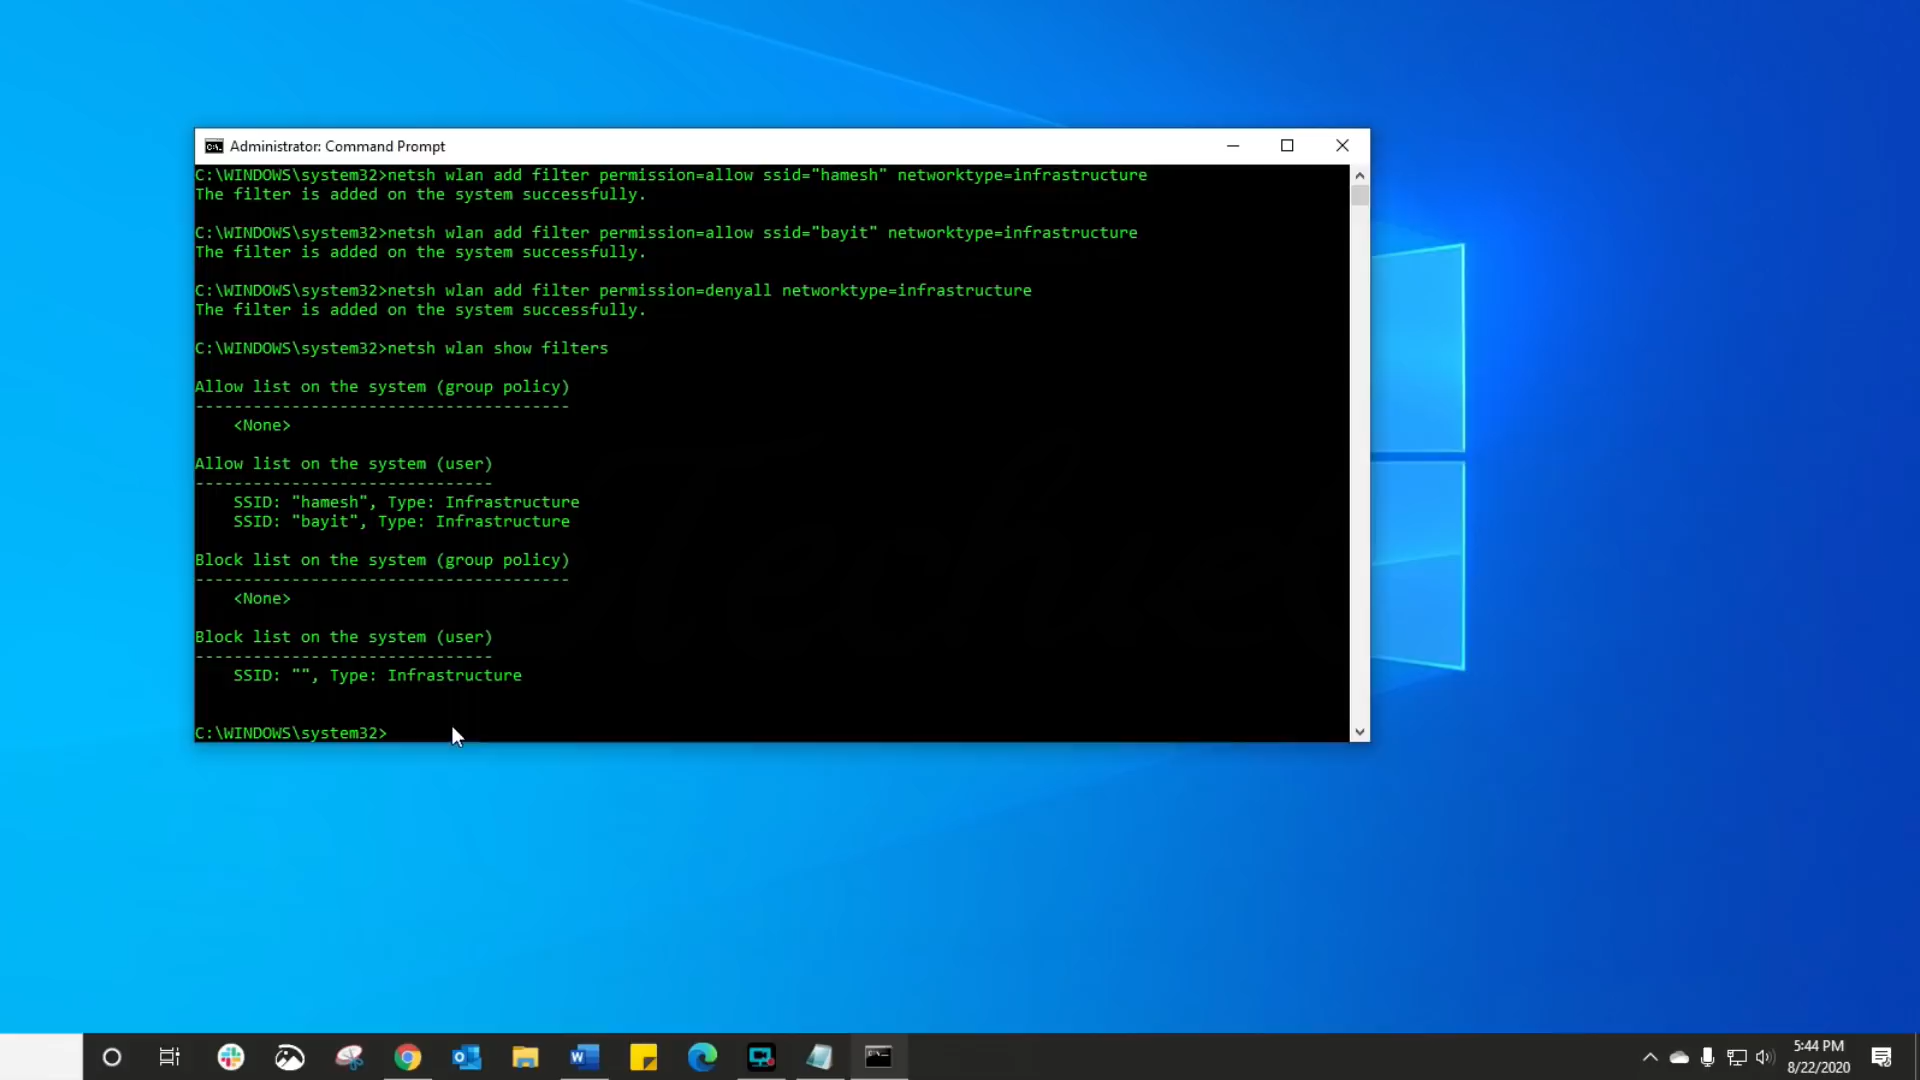 Administrator: Command Prompt
C:\WINDOWS\system32>netsh wlan add filter permission=allow ssid="hamesh" networktype=infrastructure
The filter is added on the system successfully.
C:\WINDOWS\system32>netsh wlan add filter permission=allow ssid="bayit" networktype=infrastructure
The filter is added on the system successfully.
C:\WINDOWS\system32>netsh wlan add filter permission=denyall networktype=infrastructure
The filter is added on the system successfully.
C:\WINDOWS\system32>netsh wlan show filters
Allow list on the system (group policy)
---------------------------------------
<None>
Allow list on the system (user)
-------------------------------
SSID: "hamesh", Type: Infrastructure
SSID: "bayit", Type: Infrastructure
Block list on the system (group policy)
---------------------------------------
<None>
Block list on the system (user)
-------------------------------
SSID: "", Type: Infrastructure
C:\WINDOWS\system32>
5:44 PM
8/22/2020